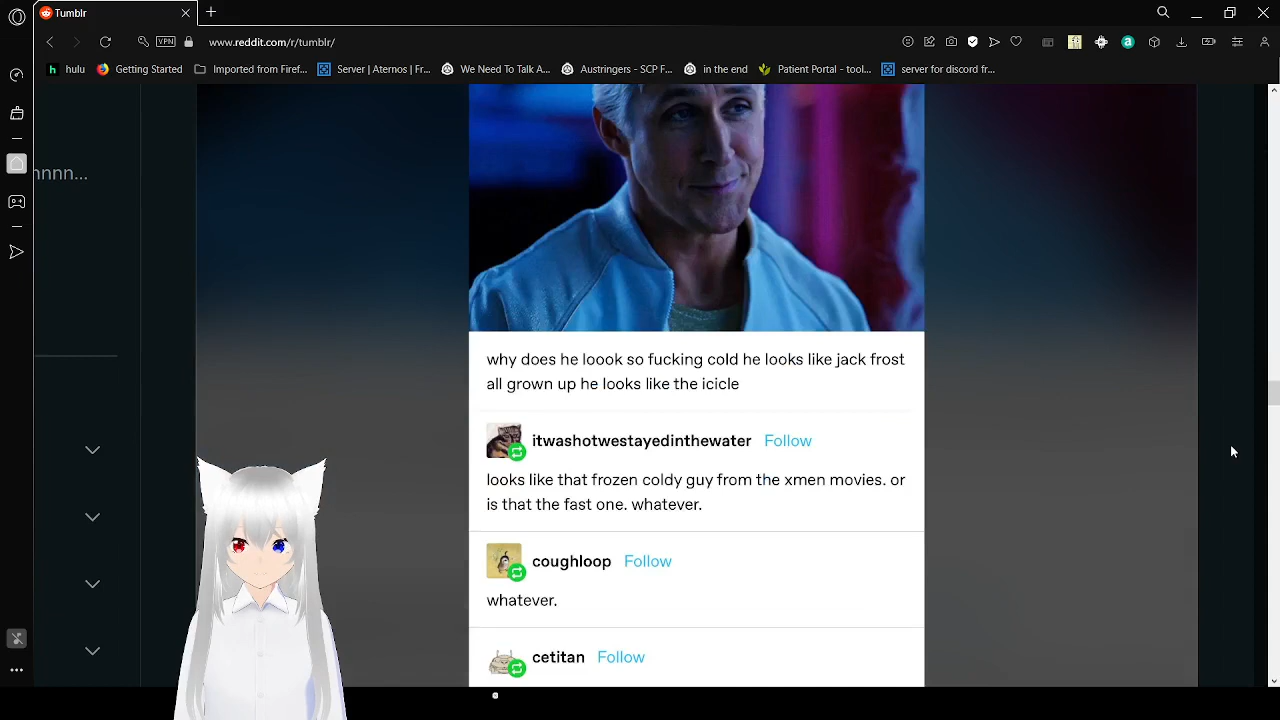 Tumblr
VPN
www.reddit.com/r/tumblr/
hulu
Getting Started
Imported from Firef...
Server | Aternos | Fr...
We Need To Talk A...
Austringers - SCP F...
in the end
Patient Portal - tool...
server for discord fr...
nnn...
why does he loook so fucking cold he looks like jack frost
all grown up he looks like the icicle
itwashotwestayedinthewater Follow
looks like that frozen coldy guy from the xmen movies. or
is that the fast one. whatever.
coughloop Follow
whatever.
cetitan Follow